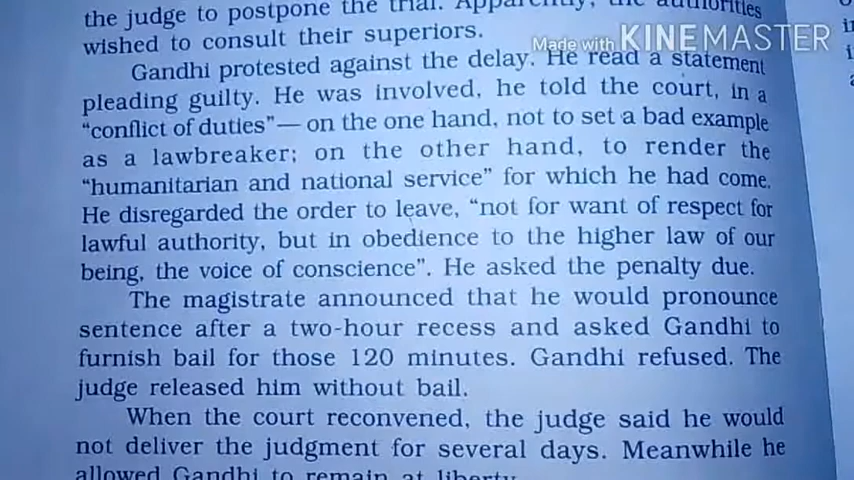 the judge to postpone the trial. Apparently, the authorities
wished to consult their superiors.
Made with KINEMASTER
Gandhi protested against the delay. He read a statement
pleading guilty. He was involved, he told the court, in a
“conflict of duties”— on the one hand, not to set a bad example
as a lawbreaker; on the other hand, to render the
“humanitarian and national service” for which he had come.
He disregarded the order to leave, “not for want of respect for
lawful authority, but in obedience to the higher law of our
being, the voice of conscience”. He asked the penalty due.
The magistrate announced that he would pronounce
sentence after a two-hour recess and asked Gandhi to
furnish bail for those 120 minutes. Gandhi refused. The
judge released him without bail.
When the court reconvened, the judge said he would
not deliver the judgment for several days. Meanwhile he
allowed Gandhi to remain at liberty.